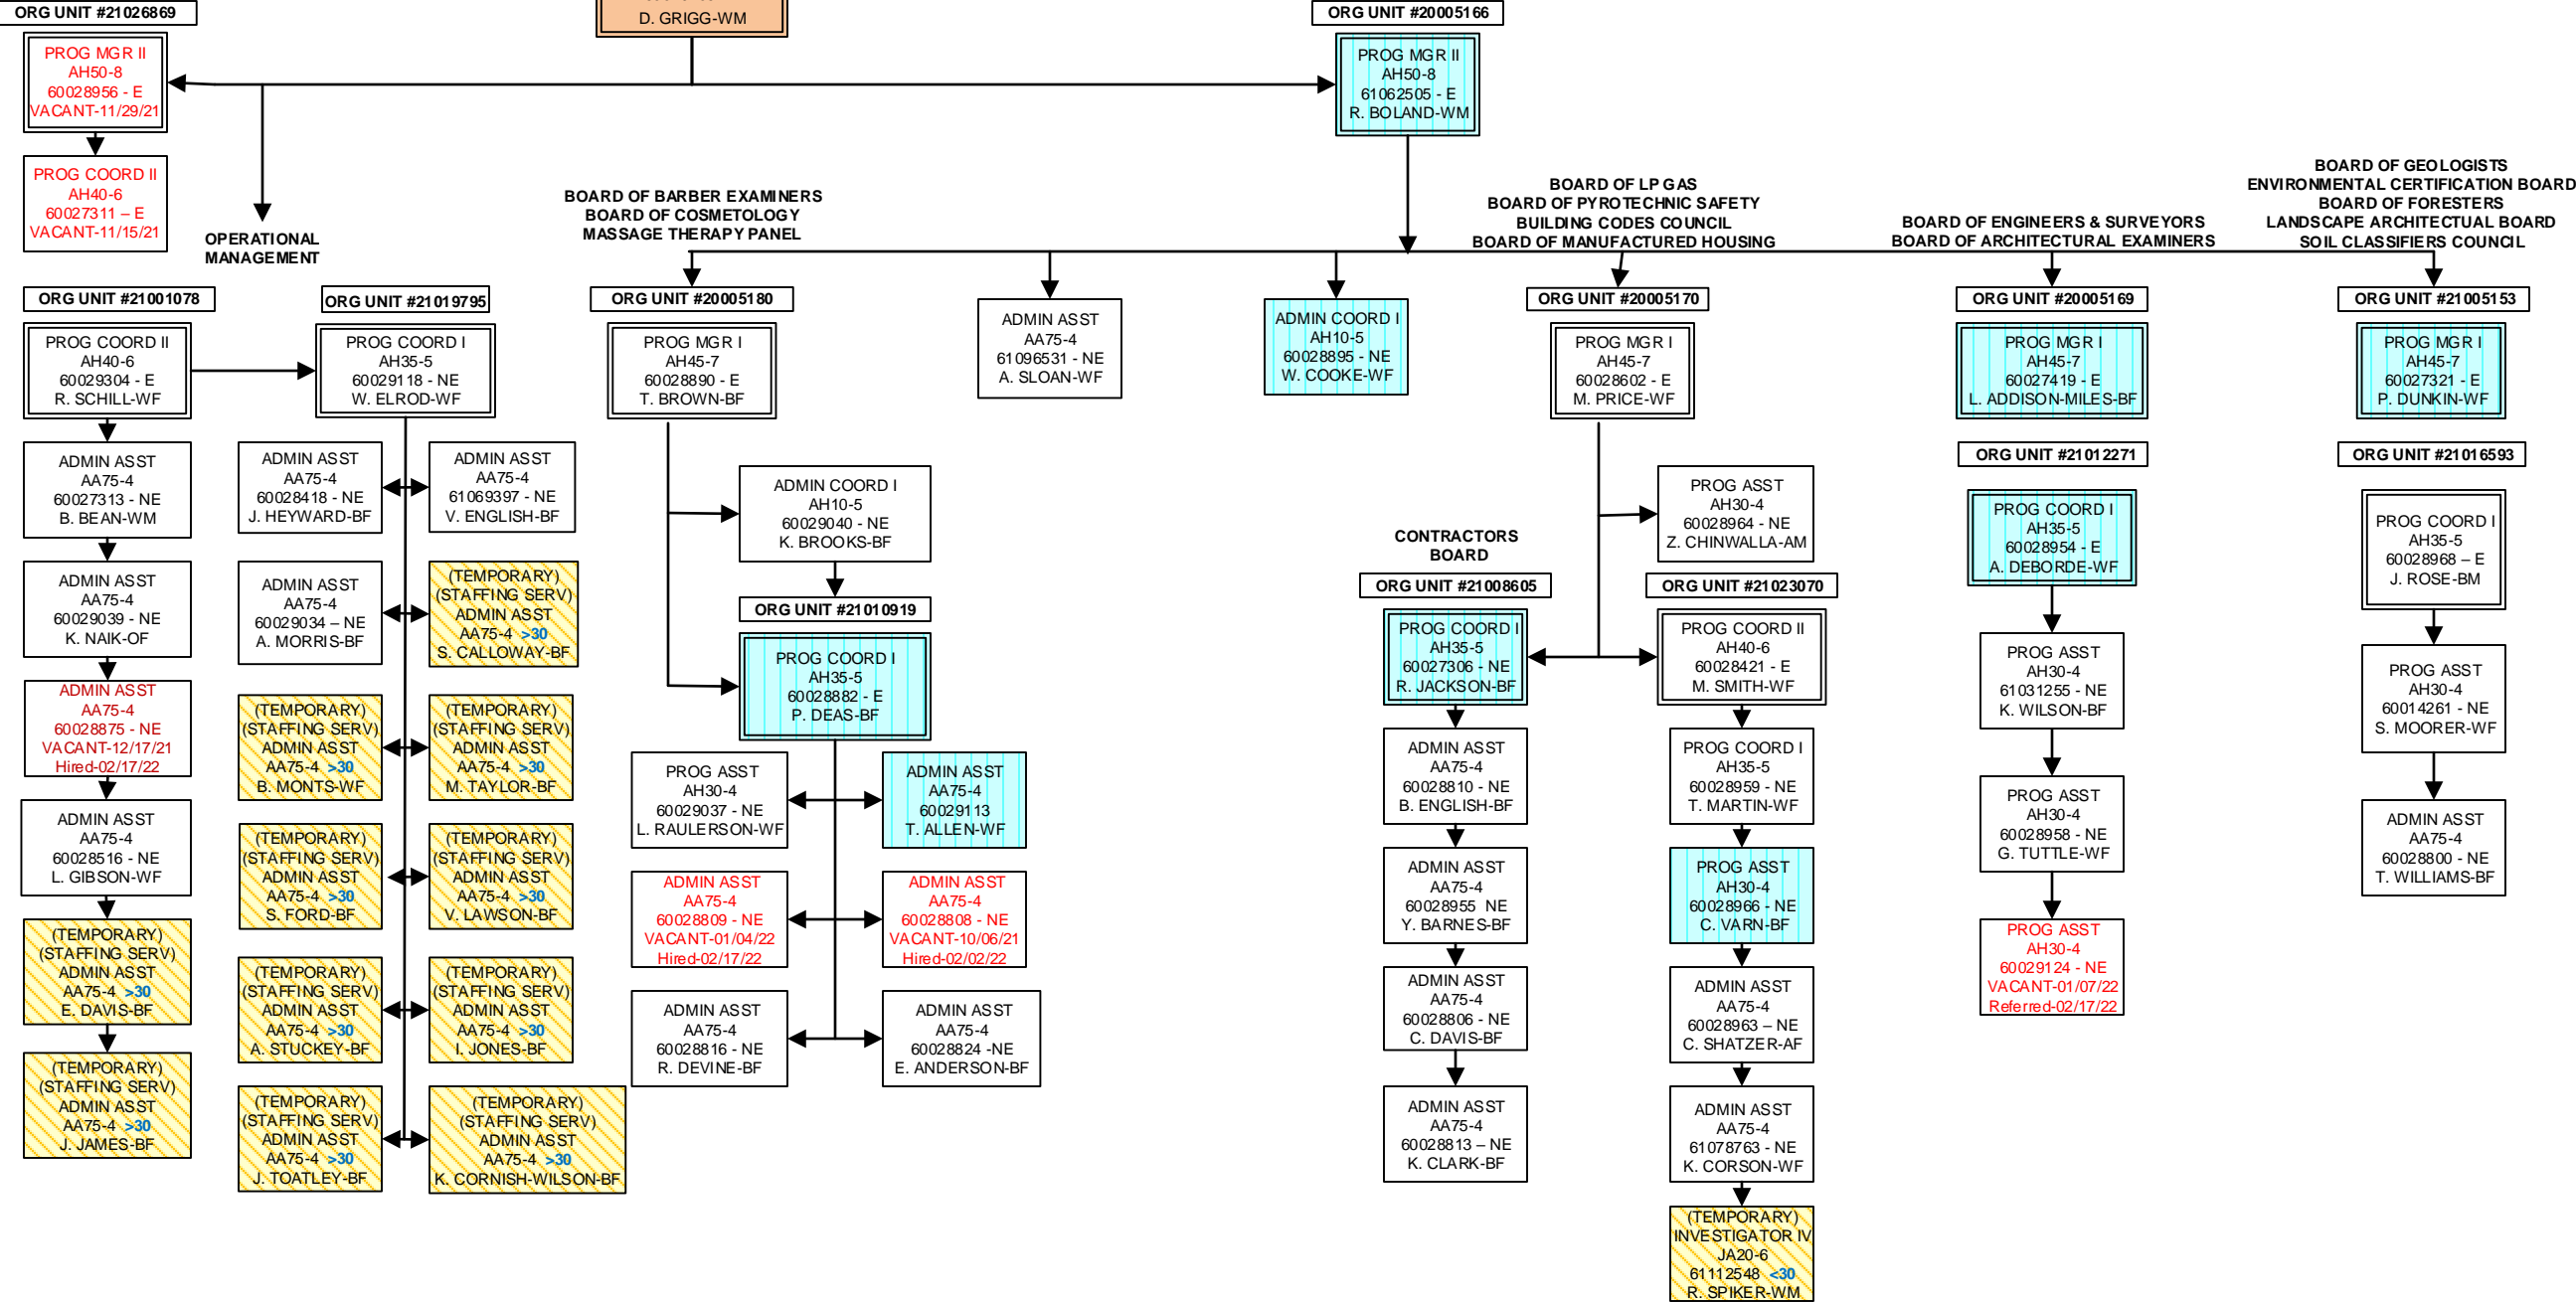 ORG UNIT #21026869
D. GRIGG-WM
ORG UNIT #20005166
PROG MGR II
AH50-8
60028956 - E
VACANT-11/29/21
PROG MGR II
AH50-8
61062505 - E
R. BOLAND-WM
PROG COORD II
AH40-6
60027311 – E
VACANT-11/15/21
OPERATIONAL
MANAGEMENT
BOARD OF BARBER EXAMINERS
BOARD OF COSMETOLOGY
MASSAGE THERAPY PANEL
BOARD OF LP GAS
BOARD OF PYROTECHNIC SAFETY
BUILDING CODES COUNCIL
BOARD OF MANUFACTURED HOUSING
BOARD OF ENGINEERS & SURVEYORS
BOARD OF ARCHITECTURAL EXAMINERS
BOARD OF GEOLOGISTS
ENVIRONMENTAL CERTIFICATION BOARD
BOARD OF FORESTERS
LANDSCAPE ARCHITECTUAL BOARD
SOIL CLASSIFIERS COUNCIL
ORG UNIT #21001078
PROG COORD II
AH40-6
60029304 - E
R. SCHILL-WF
ADMIN ASST
AA75-4
60027313 - NE
B. BEAN-WM
ADMIN ASST
AA75-4
60029039 - NE
K. NAIK-OF
ADMIN ASST
AA75-4
60028875 - NE
VACANT-12/17/21
Hired-02/17/22
ADMIN ASST
AA75-4
60028516 - NE
L. GIBSON-WF
(TEMPORARY)
(STAFFING SERV)
ADMIN ASST
AA75-4 >30
E. DAVIS-BF
(TEMPORARY)
(STAFFING SERV)
ADMIN ASST
AA75-4 >30
J. JAMES-BF
ORG UNIT #21019795
PROG COORD I
AH35-5
60029118 - NE
W. ELROD-WF
ADMIN ASST
AA75-4
60028418 - NE
J. HEYWARD-BF
ADMIN ASST
AA75-4
61069397 - NE
V. ENGLISH-BF
ADMIN ASST
AA75-4
60029034 – NE
A. MORRIS-BF
(TEMPORARY)
(STAFFING SERV)
ADMIN ASST
AA75-4 >30
S. CALLOWAY-BF
(TEMPORARY)
(STAFFING SERV)
ADMIN ASST
AA75-4 >30
B. MONTS-WF
(TEMPORARY)
(STAFFING SERV)
ADMIN ASST
AA75-4 >30
M. TAYLOR-BF
(TEMPORARY)
(STAFFING SERV)
ADMIN ASST
AA75-4 >30
S. FORD-BF
(TEMPORARY)
(STAFFING SERV)
ADMIN ASST
AA75-4 >30
V. LAWSON-BF
(TEMPORARY)
(STAFFING SERV)
ADMIN ASST
AA75-4 >30
A. STUCKEY-BF
(TEMPORARY)
(STAFFING SERV)
ADMIN ASST
AA75-4 >30
I. JONES-BF
(TEMPORARY)
(STAFFING SERV)
ADMIN ASST
AA75-4 >30
J. TOATLEY-BF
(TEMPORARY)
(STAFFING SERV)
ADMIN ASST
AA75-4 >30
K. CORNISH-WILSON-BF
ORG UNIT #20005180
PROG MGR I
AH45-7
60028890 - E
T. BROWN-BF
ADMIN COORD I
AH10-5
60029040 - NE
K. BROOKS-BF
ORG UNIT #21010919
PROG COORD I
AH35-5
60028882 - E
P. DEAS-BF
PROG ASST
AH30-4
60029037 - NE
L. RAULERSON-WF
ADMIN ASST
AA75-4
60029113
T. ALLEN-WF
ADMIN ASST
AA75-4
60028809 - NE
VACANT-01/04/22
Hired-02/17/22
ADMIN ASST
AA75-4
60028808 - NE
VACANT-10/06/21
Hired-02/02/22
ADMIN ASST
AA75-4
60028816 - NE
R. DEVINE-BF
ADMIN ASST
AA75-4
60028824 -NE
E. ANDERSON-BF
ADMIN ASST
AA75-4
61096531 - NE
A. SLOAN-WF
ADMIN COORD I
AH10-5
60028895 - NE
W. COOKE-WF
ORG UNIT #20005170
PROG MGR I
AH45-7
60028602 - E
M. PRICE-WF
PROG ASST
AH30-4
60028964 - NE
Z. CHINWALLA-AM
CONTRACTORS
BOARD
ORG UNIT #21008605
PROG COORD I
AH35-5
60027306 - NE
R. JACKSON-BF
ADMIN ASST
AA75-4
60028810 - NE
B. ENGLISH-BF
ADMIN ASST
AA75-4
60028955 NE
Y. BARNES-BF
ADMIN ASST
AA75-4
60028806 - NE
C. DAVIS-BF
ADMIN ASST
AA75-4
60028813 – NE
K. CLARK-BF
ORG UNIT #21023070
PROG COORD II
AH40-6
60028421 - E
M. SMITH-WF
PROG COORD I
AH35-5
60028959 - NE
T. MARTIN-WF
PROG ASST
AH30-4
60028966 - NE
C. VARN-BF
ADMIN ASST
AA75-4
60028963 – NE
C. SHATZER-AF
ADMIN ASST
AA75-4
61078763 - NE
K. CORSON-WF
(TEMPORARY)
INVESTIGATOR IV
JA20-6
61112548 <30
R. SPIKER-WM
ORG UNIT #20005169
PROG MGR I
AH45-7
60027419 - E
L. ADDISON-MILES-BF
ORG UNIT #21012271
PROG COORD I
AH35-5
60028954 - E
A. DEBORDE-WF
PROG ASST
AH30-4
61031255 - NE
K. WILSON-BF
PROG ASST
AH30-4
60028958 - NE
G. TUTTLE-WF
PROG ASST
AH30-4
60029124 - NE
VACANT-01/07/22
Referred-02/17/22
ORG UNIT #21005153
PROG MGR I
AH45-7
60027321 - E
P. DUNKIN-WF
ORG UNIT #21016593
PROG COORD I
AH35-5
60028968 – E
J. ROSE-BM
PROG ASST
AH30-4
60014261 - NE
S. MOORER-WF
ADMIN ASST
AA75-4
60028800 - NE
T. WILLIAMS-BF